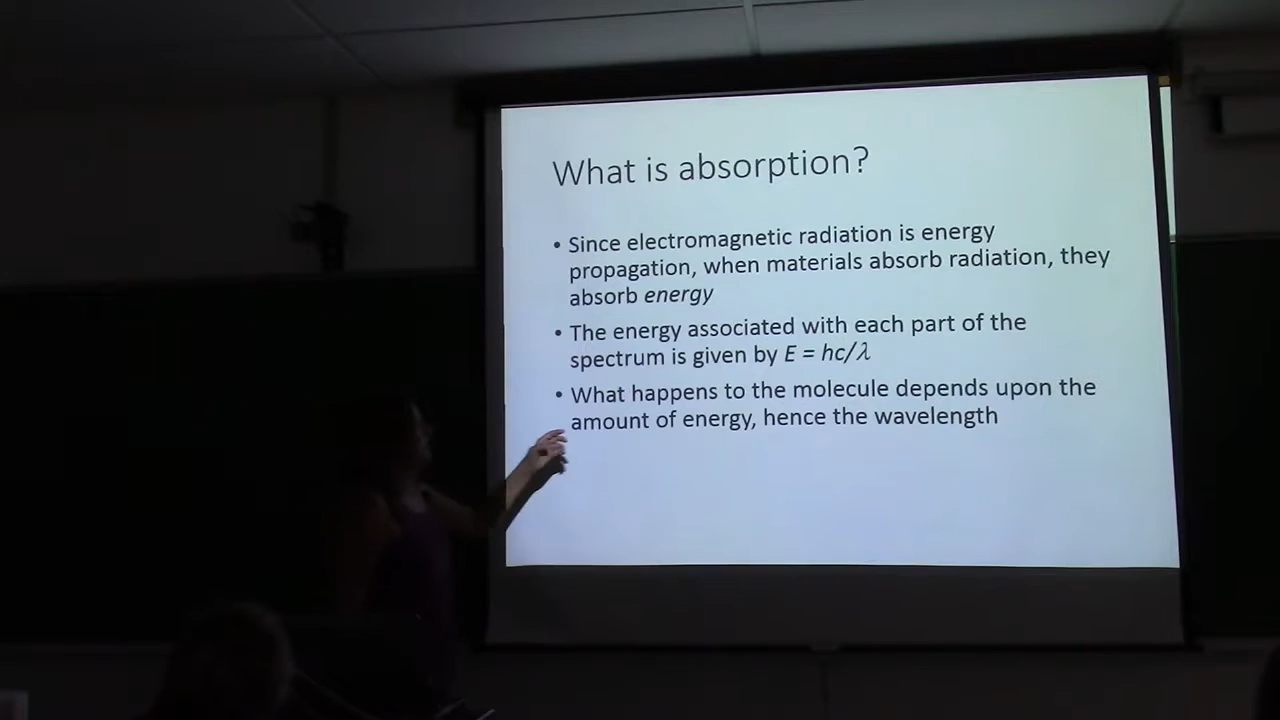 What is absorption?
• Since electromagnetic radiation is energy
propagation, when materials absorb radiation, they
absorb energy
• The energy associated with each part of the
spectrum is given by E = hc/λ
• What happens to the molecule depends upon the
amount of energy, hence the wavelength